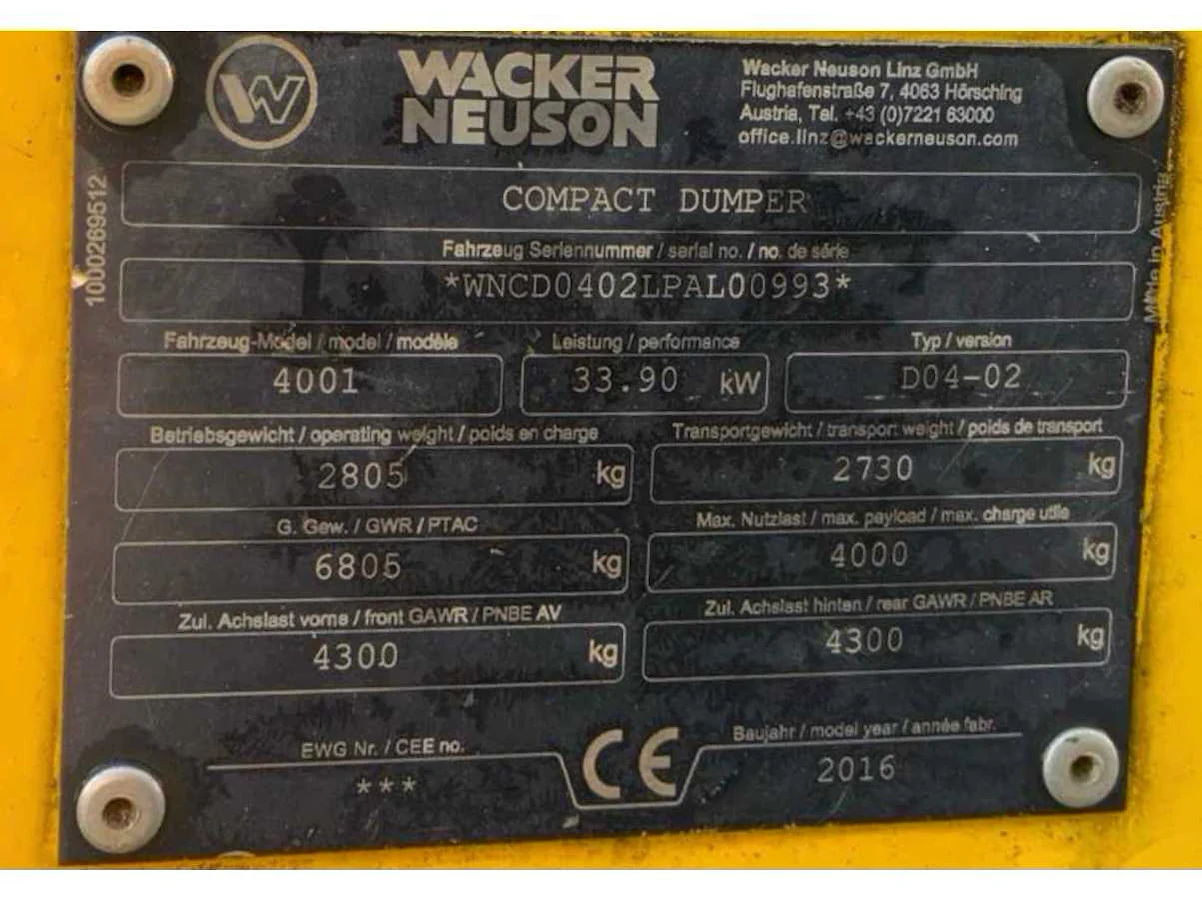 WACKER
NEUSON
Wacker Neuson Linz GmbH
Flughafenstraße 7, 4063 Hörsching
Austria, Tel. +43 (0)7221 63000
office.linz@wackerneuson.com
1000269512
COMPACT DUMPER
Fahrzeug Seriennummer / serial no. / no. de série
*WNCD0402LPAL00993*
Made in Austria
Fahrzeug-Model / model / modèle
Leistung / performance
Typ / version
4001
33.90 kW
D04-02
Betriebsgewicht / operating weight / poids en charge
Transportgewicht / transport weight / poids de transport
2805 kg
2730 kg
G. Gew. / GWR / PTAC
Max. Nutzlast / max. payload / max. charge utile
6805 kg
4000 kg
Zul. Achslast vorne / front GAWR / PNBE AV
Zul. Achslast hinten / rear GAWR / PNBE AR
4300 kg
4300 kg
EWG Nr. / CEE no.
***
CE
Baujahr / model year / année fabr.
2016